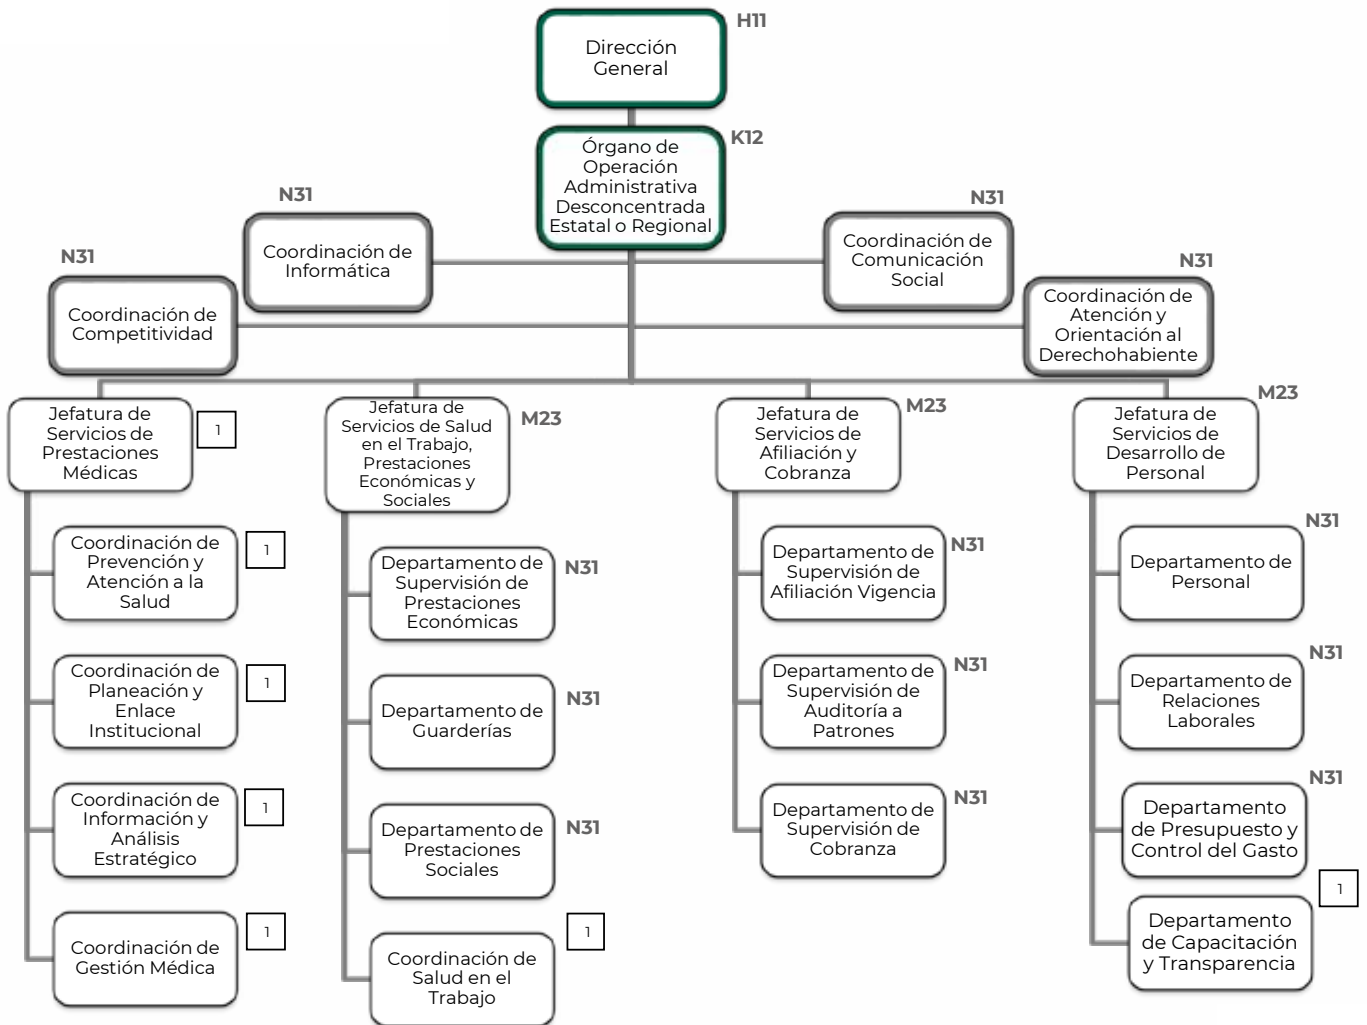 H11
Dirección
General
K12
Órgano de
Operación
Administrativa
Desconcentrada
Estatal o Regional
N31
Coordinación de
Informática
N31
Coordinación de
Comunicación
Social
N31
Coordinación de
Competitividad
N31
Coordinación de
Atención y
Orientación al
Derechohabiente
Jefatura de
Servicios de
Prestaciones
Médicas
1
Coordinación de
Prevención y
Atención a la
Salud
1
Coordinación de
Planeación y
Enlace
Institucional
1
Coordinación de
Información y
Análisis
Estratégico
1
Coordinación de
Gestión Médica
1
Jefatura de
Servicios de Salud
en el Trabajo,
Prestaciones
Económicas y
Sociales
M23
Departamento de
Supervisión de
Prestaciones
Económicas
N31
Departamento de
Guarderías
N31
Departamento de
Prestaciones
Sociales
N31
Coordinación de
Salud en el
Trabajo
1
Jefatura de
Servicios de
Afiliación y
Cobranza
M23
Departamento de
Supervisión de
Afiliación Vigencia
N31
Departamento de
Supervisión de
Auditoría a
Patrones
N31
Departamento de
Supervisión de
Cobranza
N31
Jefatura de
Servicios de
Desarrollo de
Personal
M23
Departamento de
Personal
N31
Departamento de
Relaciones
Laborales
N31
Departamento
de Presupuesto y
Control del Gasto
N31
Departamento
de Capacitación
y Transparencia
1